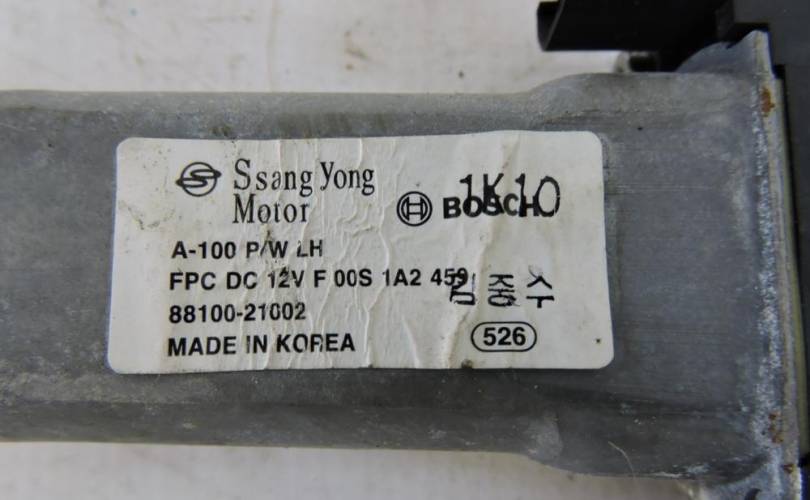 Ssang Yong
Motor
BOSCH
1K10
A-100 P/W LH
FPC DC 12V F 00S 1A2 459
김종수
88100-21002
526
MADE IN KOREA